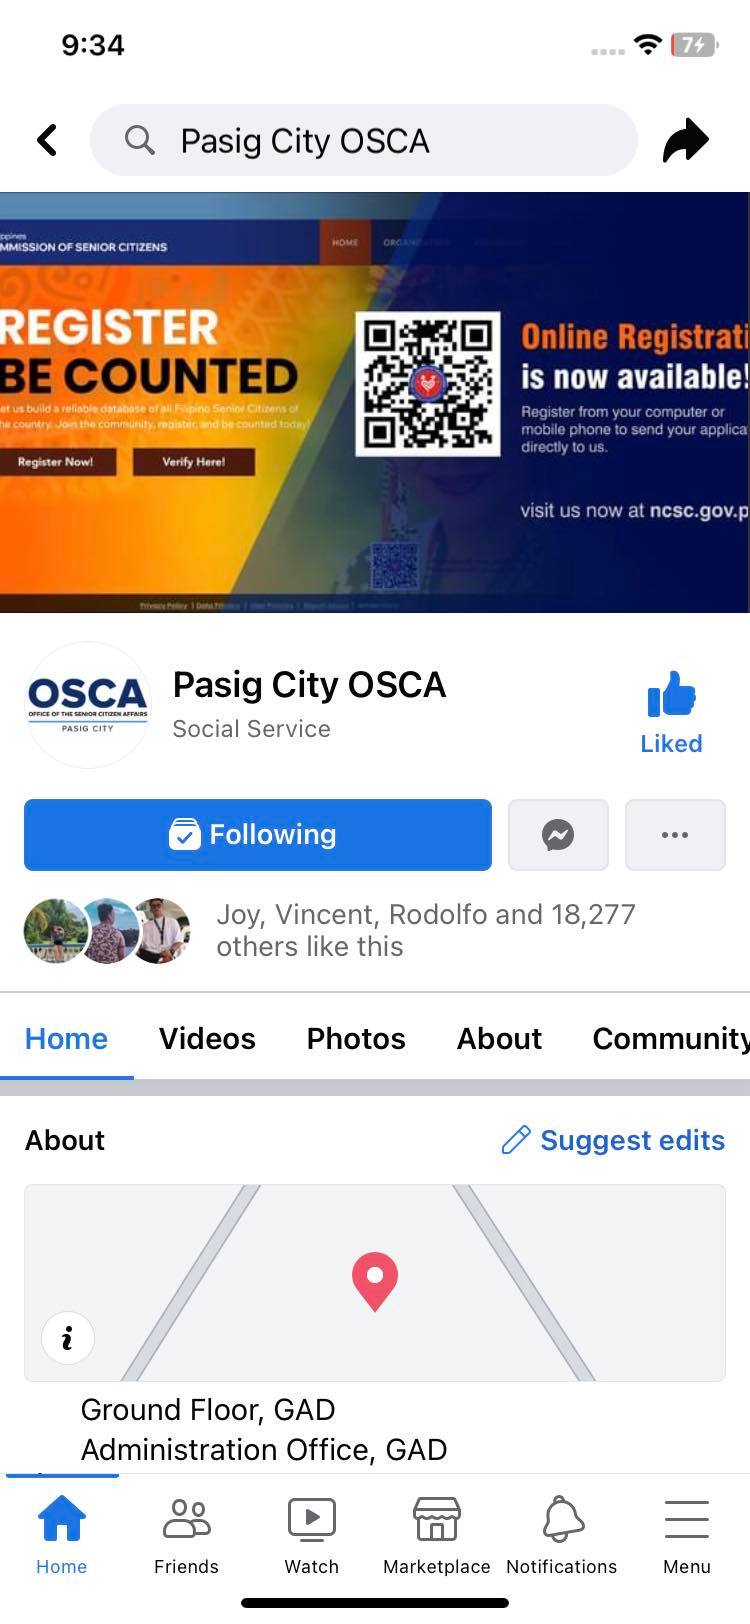 9:34
7
Pasig City OSCA
ppines
MMISSION OF SENIOR CITIZENS
HOME
REGISTER
BE COUNTED
et us build a reliable database of all Filipino Senior Citizens of
he country. Join the community, register, and be counted today!
Register Now!
Verify Here!
Online Registrati
is now available!
Register from your computer or
mobile phone to send your applica
directly to us.
visit us now at ncsc.gov.p
Privacy Policy
OSCA
OFFICE OF THE SENIOR CITIZEN AFFAIRS
PASIG CITY
Pasig City OSCA
Social Service
Liked
Following
Joy, Vincent, Rodolfo and 18,277
others like this
Home
Videos
Photos
About
Community
About
Suggest edits
Ground Floor, GAD
Administration Office, GAD
Home
Friends
Watch
Marketplace
Notifications
Menu